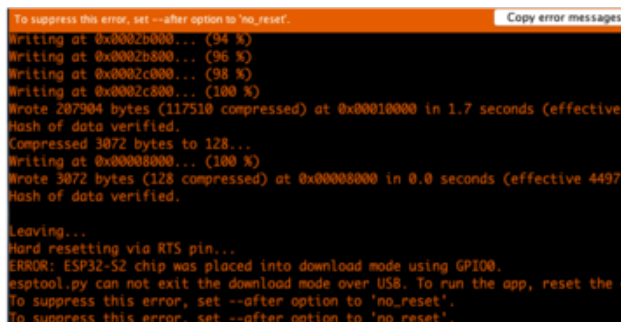 To suppress this error, set --after option to 'no_reset'.
Copy error messages
Writing at 0x0002b000... (94 %)
Writing at 0x0002b800... (96 %)
Writing at 0x0002c000... (98 %)
Writing at 0x0002c800... (100 %)
Wrote 207904 bytes (117510 compressed) at 0x00010000 in 1.7 seconds (effective
Hash of data verified.
Compressed 3072 bytes to 128...
Writing at 0x00008000... (100 %)
Wrote 3072 bytes (128 compressed) at 0x00008000 in 0.0 seconds (effective 4497
Hash of data verified.
Leaving...
Hard resetting via RTS pin...
ERROR: ESP32-S2 chip was placed into download mode using GPIO0.
esptool.py can not exit the download mode over USB. To run the app, reset the
To suppress this error, set --after option to 'no_reset'.
To suppress this error, set --after option to 'no_reset'.